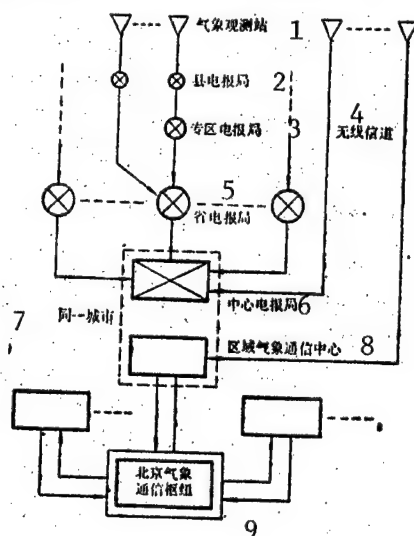 气象观测站 1
县电报局 2
专区电报局 3
4
无线信道
5
省电报局
中心电报局 6
7
同一城市
区域气象通信中心 8
北京气象
通信枢纽
9